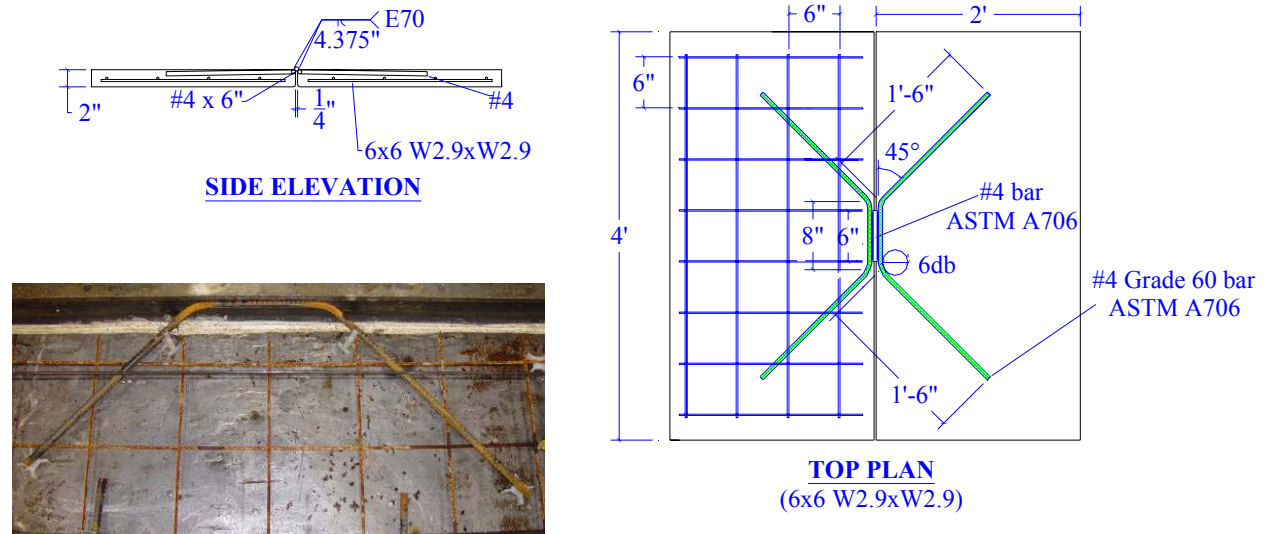 E70
4.375"
2"
#4 x 6"
1/4"
#4
6x6 W2.9xW2.9
SIDE ELEVATION
6"
2'
6"
1'-6"
45°
#4 bar
ASTM A706
4'
8"
6"
6db
#4 Grade 60 bar
ASTM A706
1'-6"
TOP PLAN
(6x6 W2.9xW2.9)